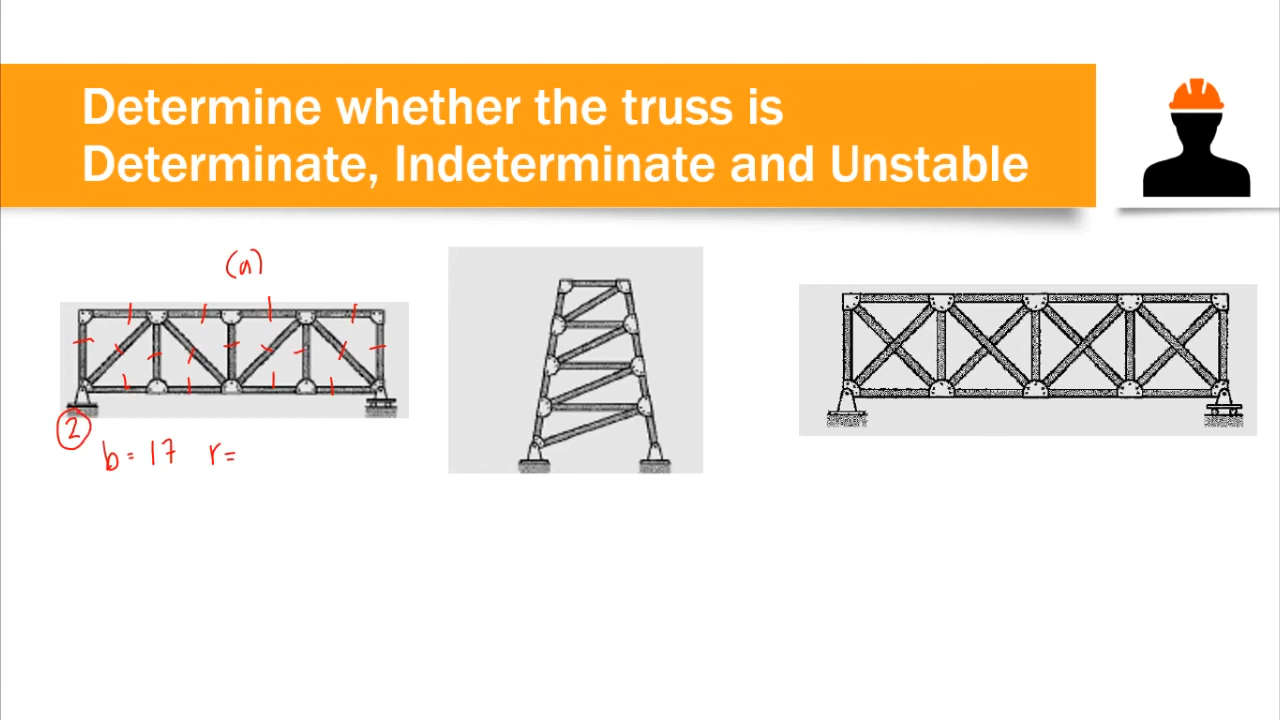 Determine whether the truss is
Determinate, Indeterminate and Unstable
(a)
2
b = 17 r =